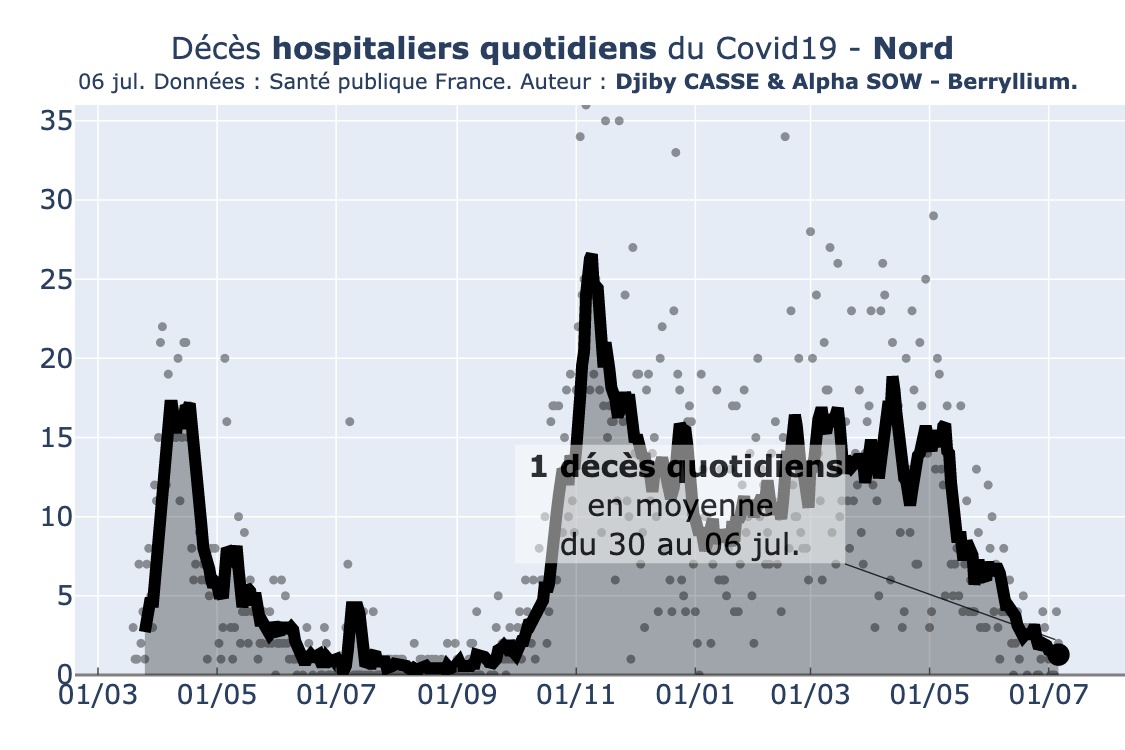 Décès hospitaliers quotidiens du Covid19 - Nord
06 jul. Données : Santé publique France. Auteur : Djiby CASSE & Alpha SOW - Berryllium.
35
30
25
20
15
10
5
0
1 décès quotidiens
en moyenne
du 30 au 06 jul.
01/03 01/05 01/07 01/09 01/11 01/01 01/03 01/05 01/07